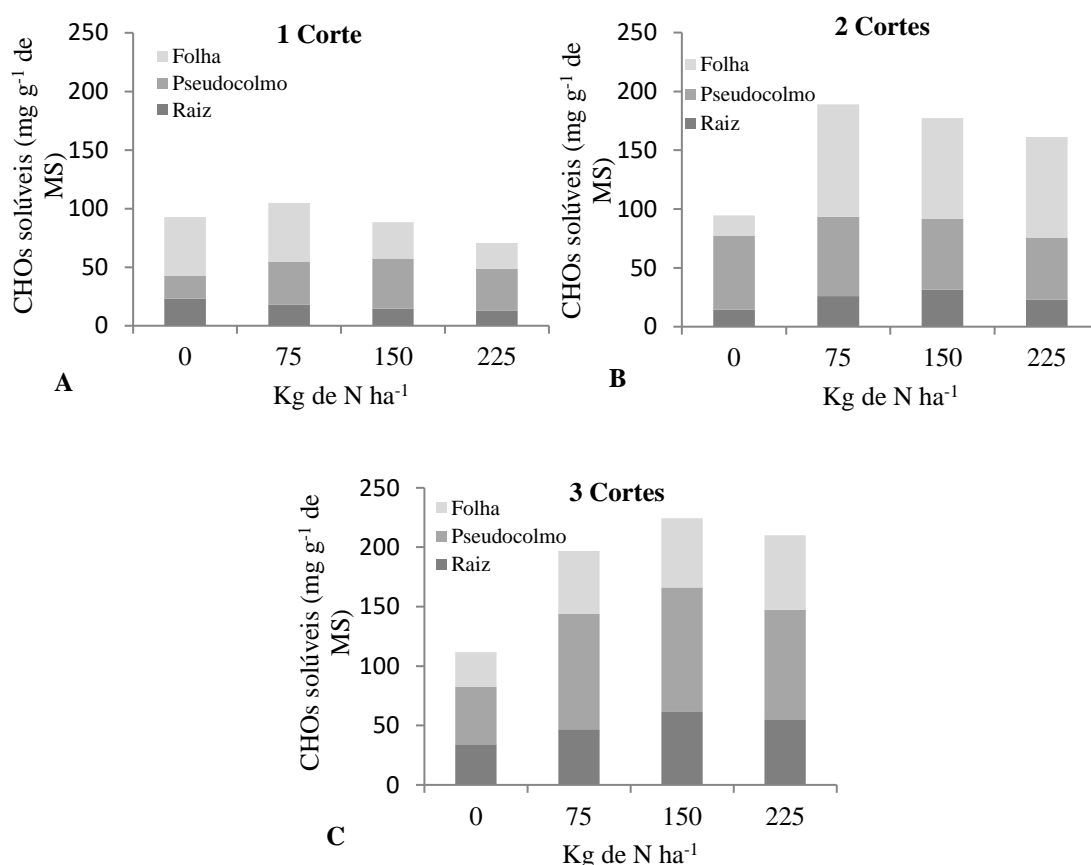 1 Corte
CHOs solúveis (mg g-1 de
MS)
250
200
150
100
50
0
Folha
Pseudocolmo
Raiz
0 75 150 225
Kg de N ha-1
A
2 Cortes
CHOs solúveis (mg g-1 de
MS)
250
200
150
100
50
0
Folha
Pseudocolmo
Raiz
0 75 150 225
Kg de N ha-1
B
3 Cortes
CHOs solúveis (mg g-1 de
MS)
250
200
150
100
50
0
Folha
Pseudocolmo
Raiz
0 75 150 225
Kg de N ha-1
C